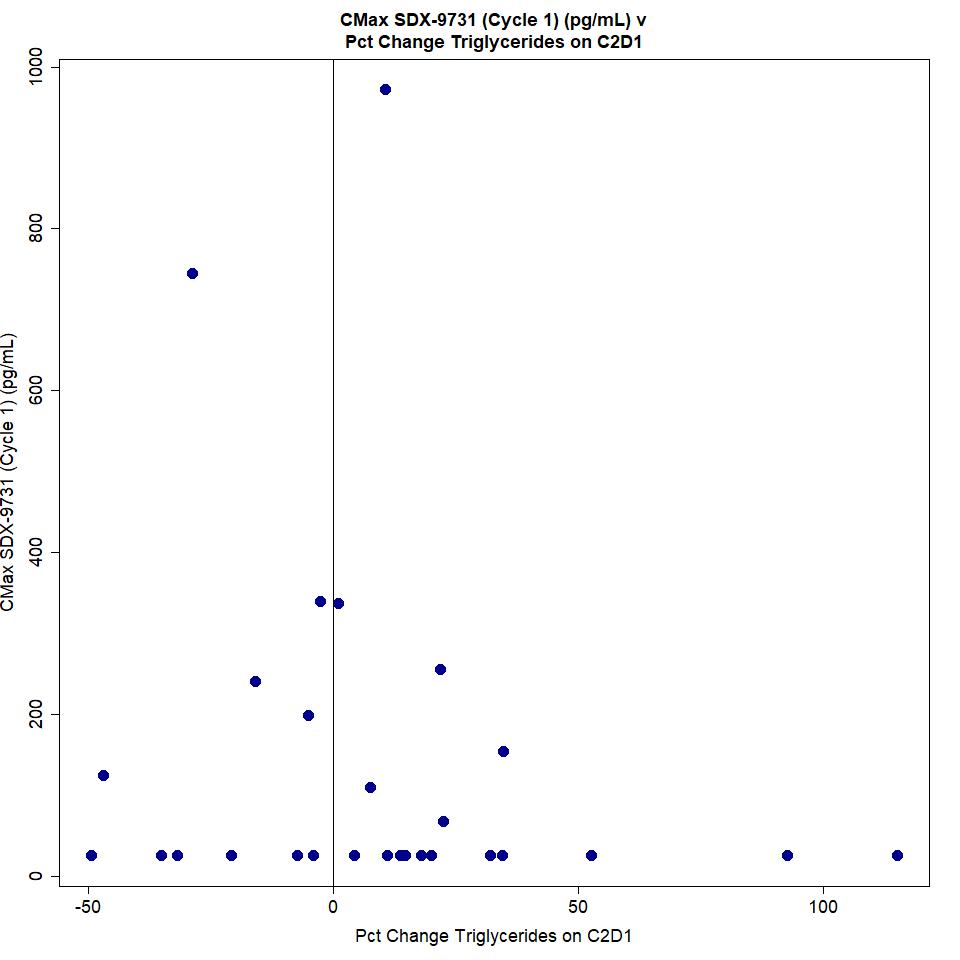 CMax SDX-9731 (Cycle 1) (pg/mL) v
Pct Change Triglycerides on C2D1
CMax SDX-9731 (Cycle 1) (pg/mL)
1000
800
600
400
200
0
-50
0
50
100
Pct Change Triglycerides on C2D1